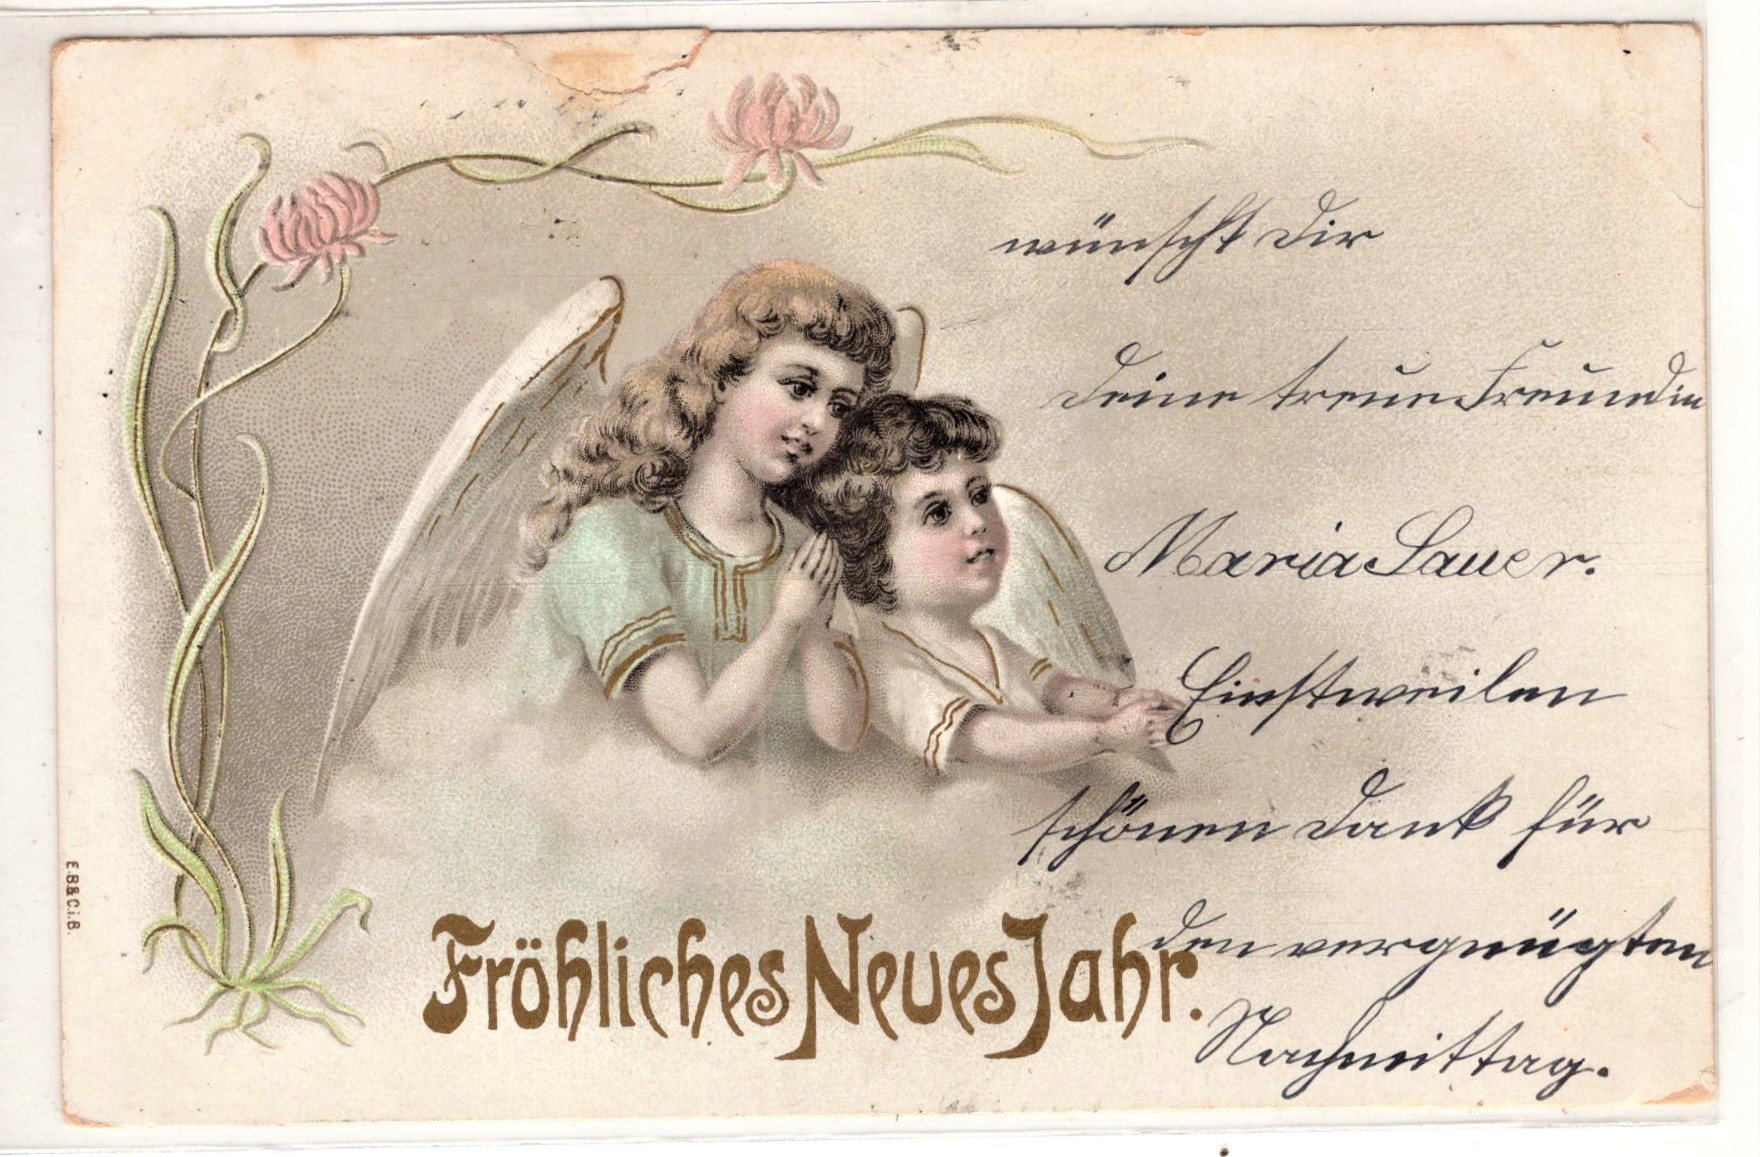 wünscht Dir
Deine treue Freundin
Maria Sauer.
Einstweilen
schönen Dank für
den vergnügten
Nachmittag.
Fröhliches Neues Jahr.
E.B&C.i.B.